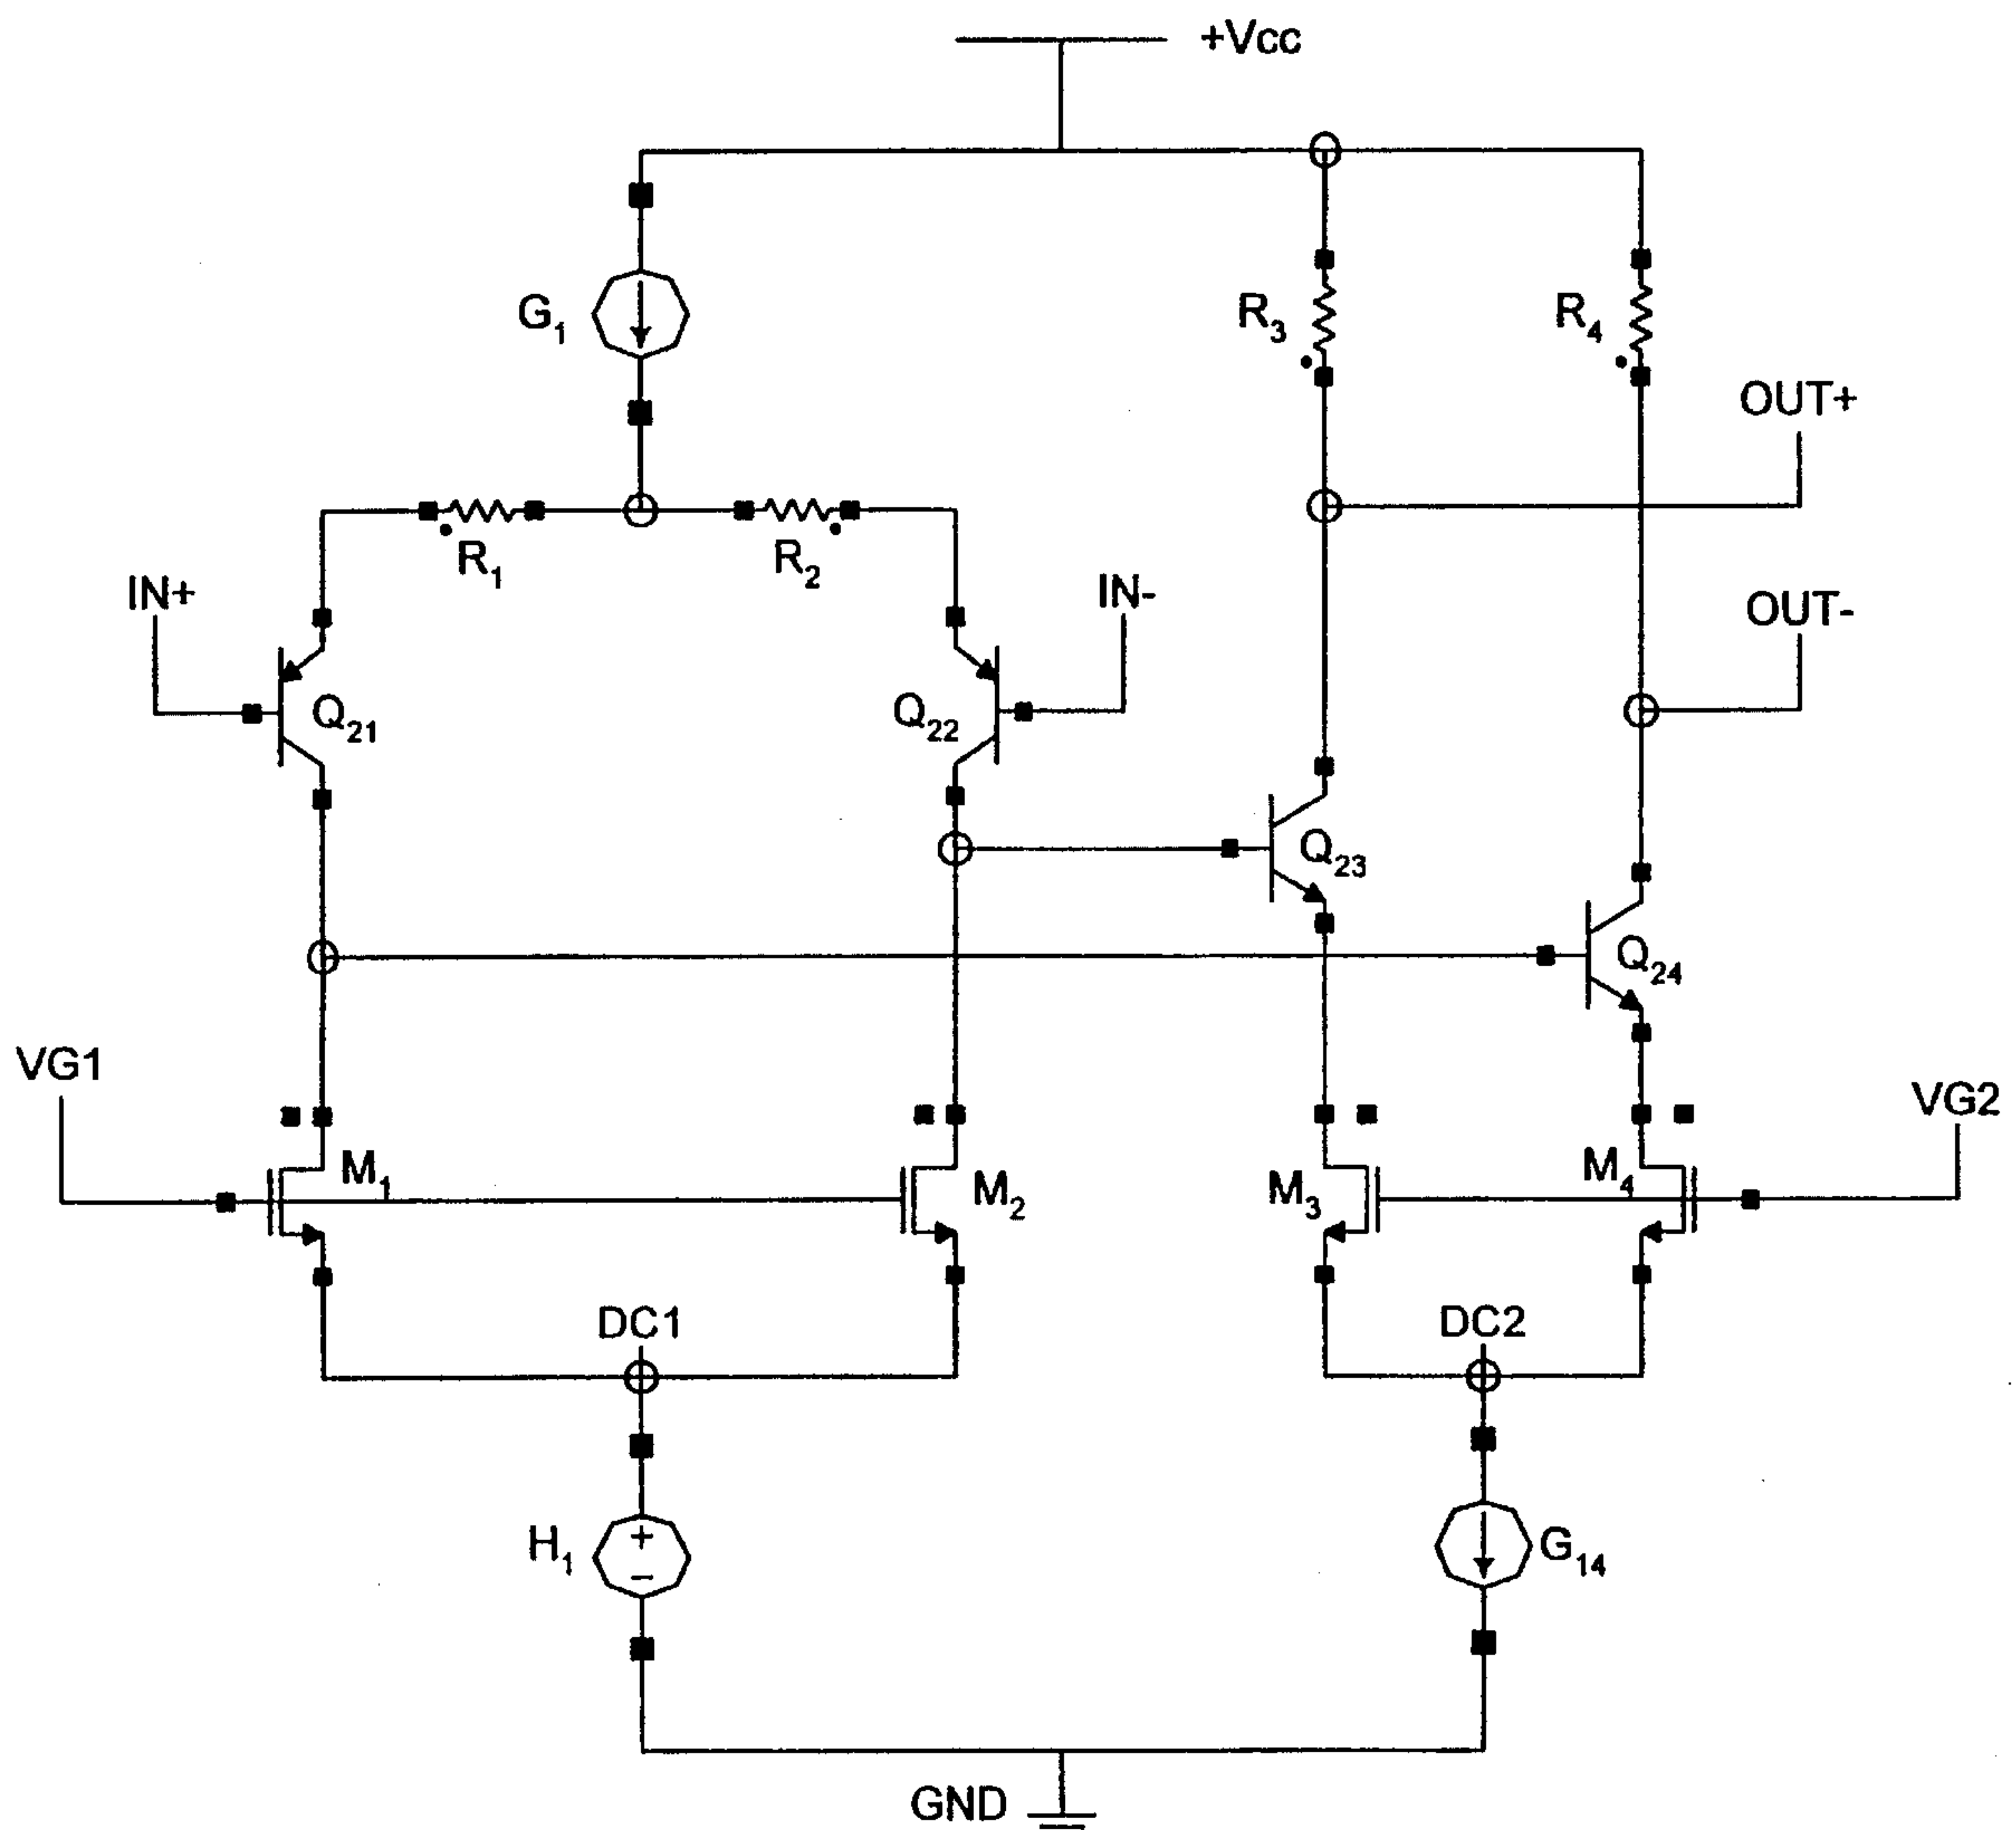 +Vcc
G1
R3
R4
OUT+
R1
R2
IN+
IN-
OUT-
Q21
Q22
Q23
Q24
VG1
VG2
M1
M2
M3
M4
DC1
DC2
H1
+
−
G14
GND